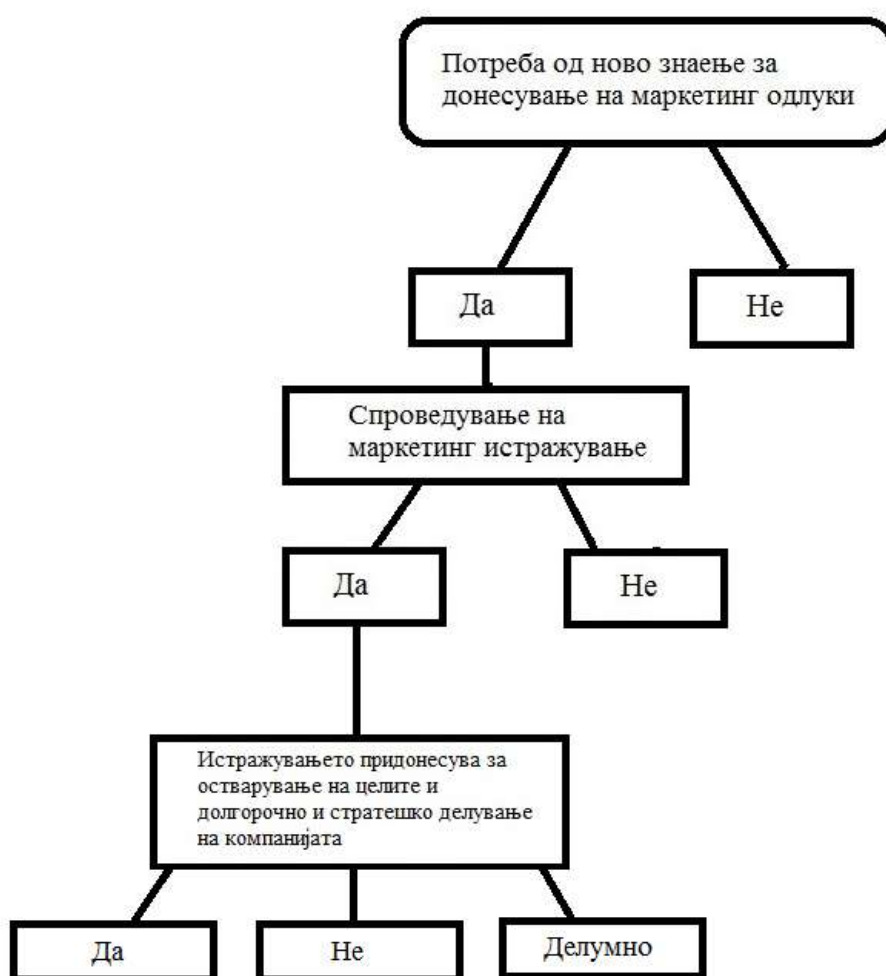 Потреба од ново знаење за
донесување на маркетинг одлуки
Да
Не
Спроведување на
маркетинг истражување
Да
Не
Истражувањето придонесува за
остварување на целите и
долгорочно и стратешко делување
на компанијата
Да
Не
Делумно